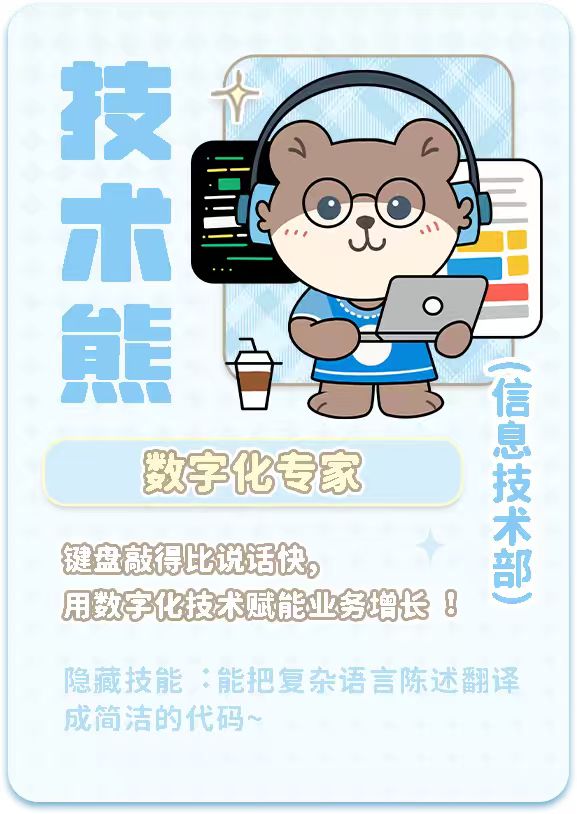 技术熊
(信息技术部)
数字化专家
键盘敲得比说话快，
用数字化技术赋能业务增长！
隐藏技能：能把复杂语言陈述翻译
成简洁的代码~